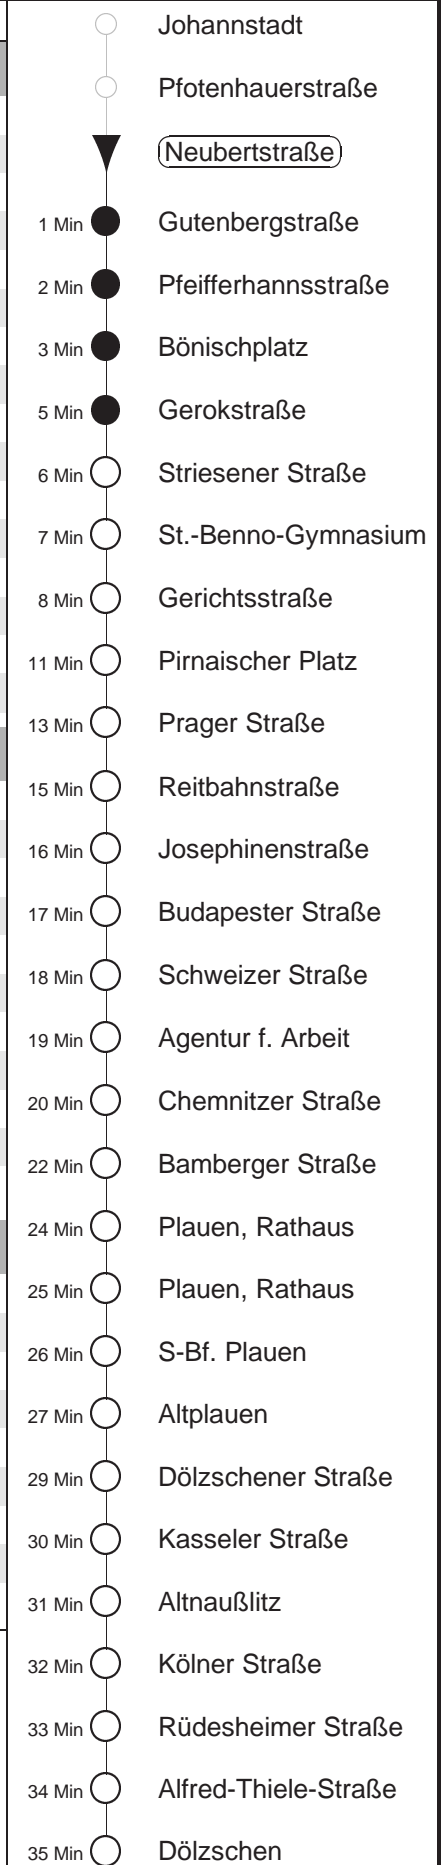 Johannstadt
Pfotenhauerstraße
Neubertstraße
1 Min Gutenbergstraße
2 Min Pfeifferhannsstraße
3 Min Bönischplatz
5 Min Gerokstraße
6 Min Striesener Straße
7 Min St.-Benno-Gymnasium
8 Min Gerichtsstraße
11 Min Pirnaischer Platz
13 Min Prager Straße
15 Min Reitbahnstraße
16 Min Josephinenstraße
17 Min Budapester Straße
18 Min Schweizer Straße
19 Min Agentur f. Arbeit
20 Min Chemnitzer Straße
22 Min Bamberger Straße
24 Min Plauen, Rathaus
25 Min Plauen, Rathaus
26 Min S-Bf. Plauen
27 Min Altplauen
29 Min Dölzschener Straße
30 Min Kasseler Straße
31 Min Altnaußlitz
32 Min Kölner Straße
33 Min Rüdesheimer Straße
34 Min Alfred-Thiele-Straße
35 Min Dölzschen